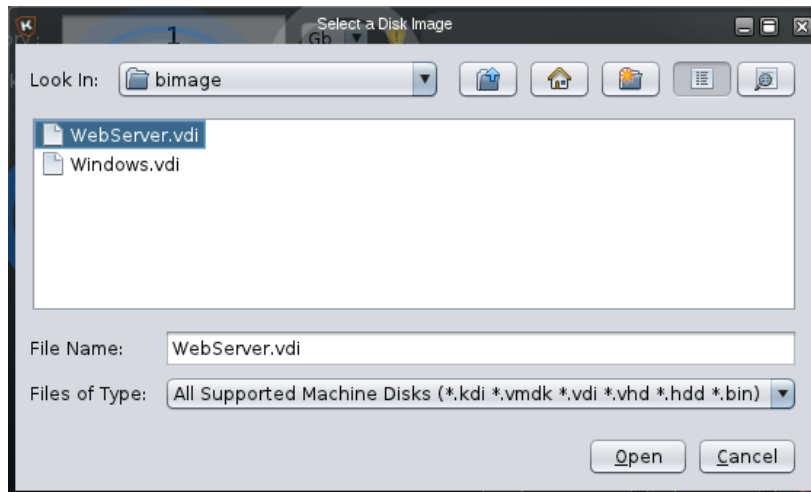 Select a Disk Image
1
Gb
Look In:
bimage
WebServer.vdi
Windows.vdi
File Name:
WebServer.vdi
Files of Type:
All Supported Machine Disks (*.kdi *.vmdk *.vdi *.vhd *.hdd *.bin)
Open
Cancel